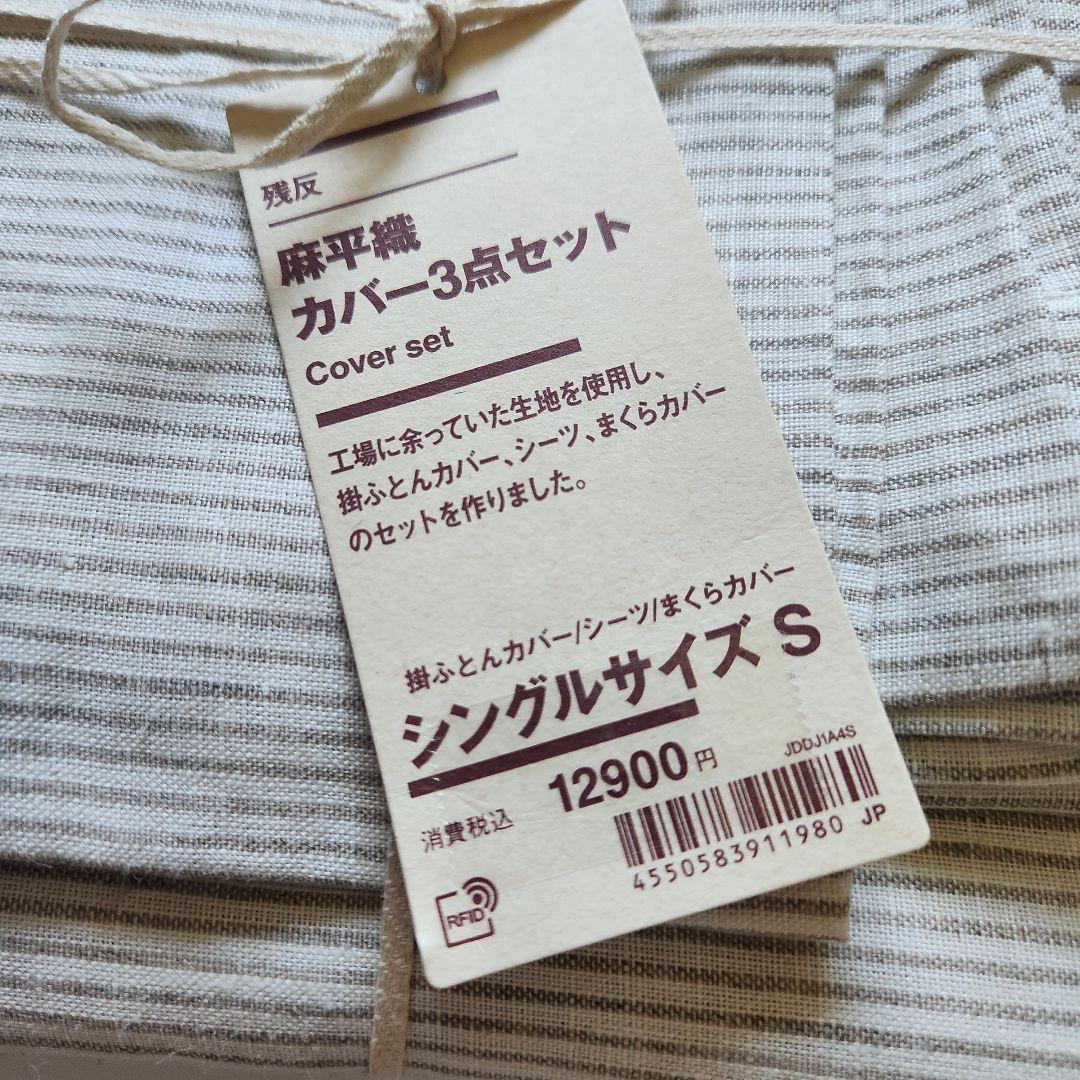 残反
麻平織
カバー3点セット
Cover set
工場に余っていた生地を使用し、
掛ふとんカバー、シーツ、まくらカバー
のセットを作りました。
掛ふとんカバー/シーツ/まくらカバー
シングルサイズ S
消費税込 12900円
JDDJ1A4S
4550583911980 JP
RFID